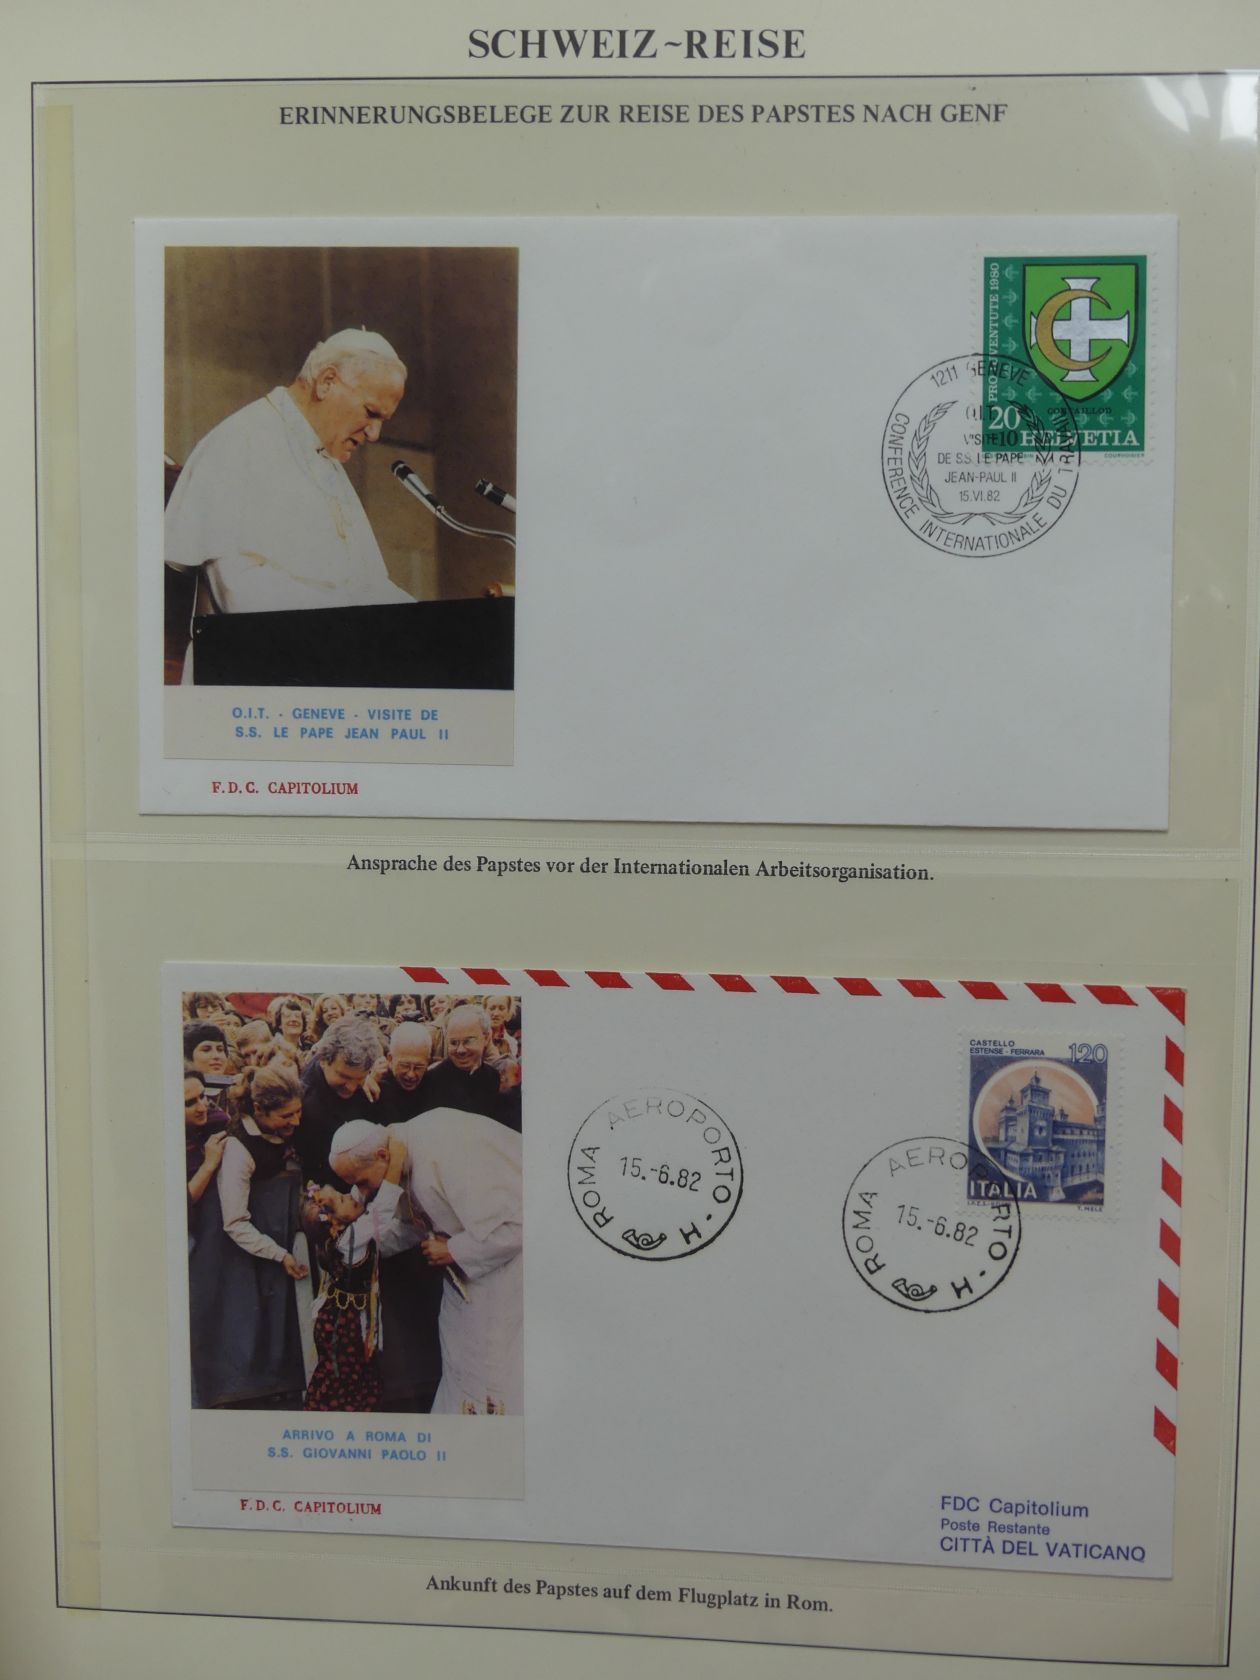 SCHWEIZ~REISE
ERINNERUNGSBELEGE ZUR REISE DES PAPSTES NACH GENF
PRO JUVENTUTE 1980
CORTAILLOD
20
+10
HELVETIA
COURVOISIER
1211 GENEVE
CONFERENCE INTERNATIONALE DU TRAVAIL
O.I.T.
VISITE
DE S.S. LE PAPE
JEAN-PAUL II
15.VI.82
O.I.T. - GENEVE - VISITE DE
S.S. LE PAPE JEAN PAUL II
F.D.C. CAPITOLIUM
Ansprache des Papstes vor der Internationalen Arbeitsorganisation.
CASTELLO
ESTENSE - FERRARA
120
ITALIA
T. MELE
ROMA AEROPORTO · H
15.-6.82
ROMA AEROPORTO · H
15.-6.82
ARRIVO A ROMA DI
S.S. GIOVANNI PAOLO II
F.D.C. CAPITOLIUM
FDC Capitolium
Poste Restante
CITTÀ DEL VATICANO
Ankunft des Papstes auf dem Flugplatz in Rom.